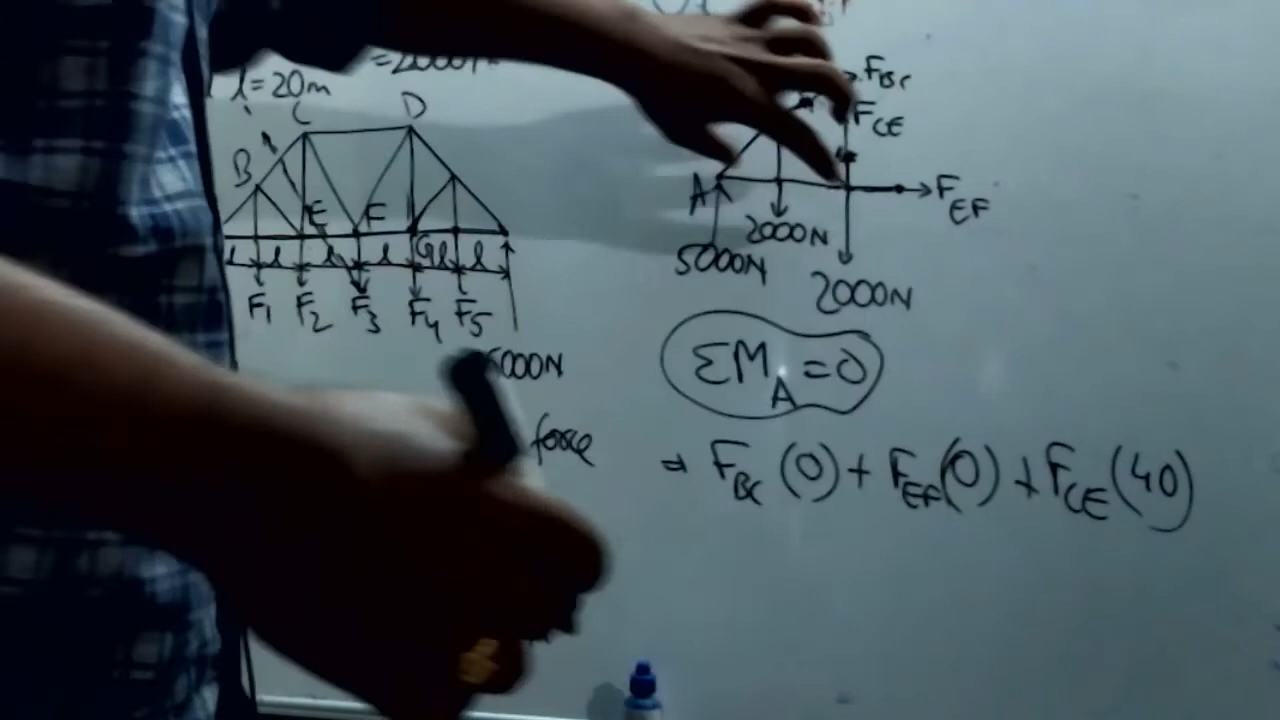 =2000N
l=20m
C
D
B
E
F
G
l
l
l
l
l
l
F1
F2
F3
F4
F5
5000N
force
FBC
FCE
A
FEF
2000N
5000N
2000N
ΣMA=0
⇒ FBC(0)+FEF(0)+FCE(40)